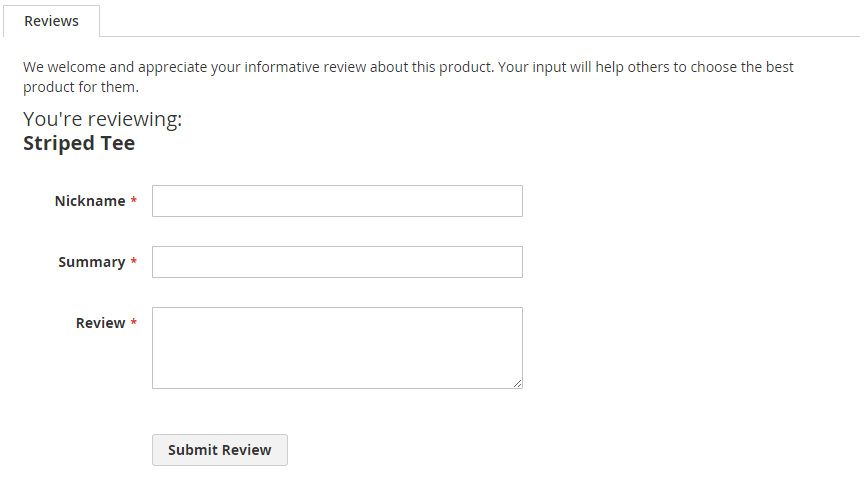 Reviews
We welcome and appreciate your informative review about this product. Your input will help others to choose the best
product for them.
You're reviewing:
Striped Tee
Nickname *
Summary *
Review *
Submit Review